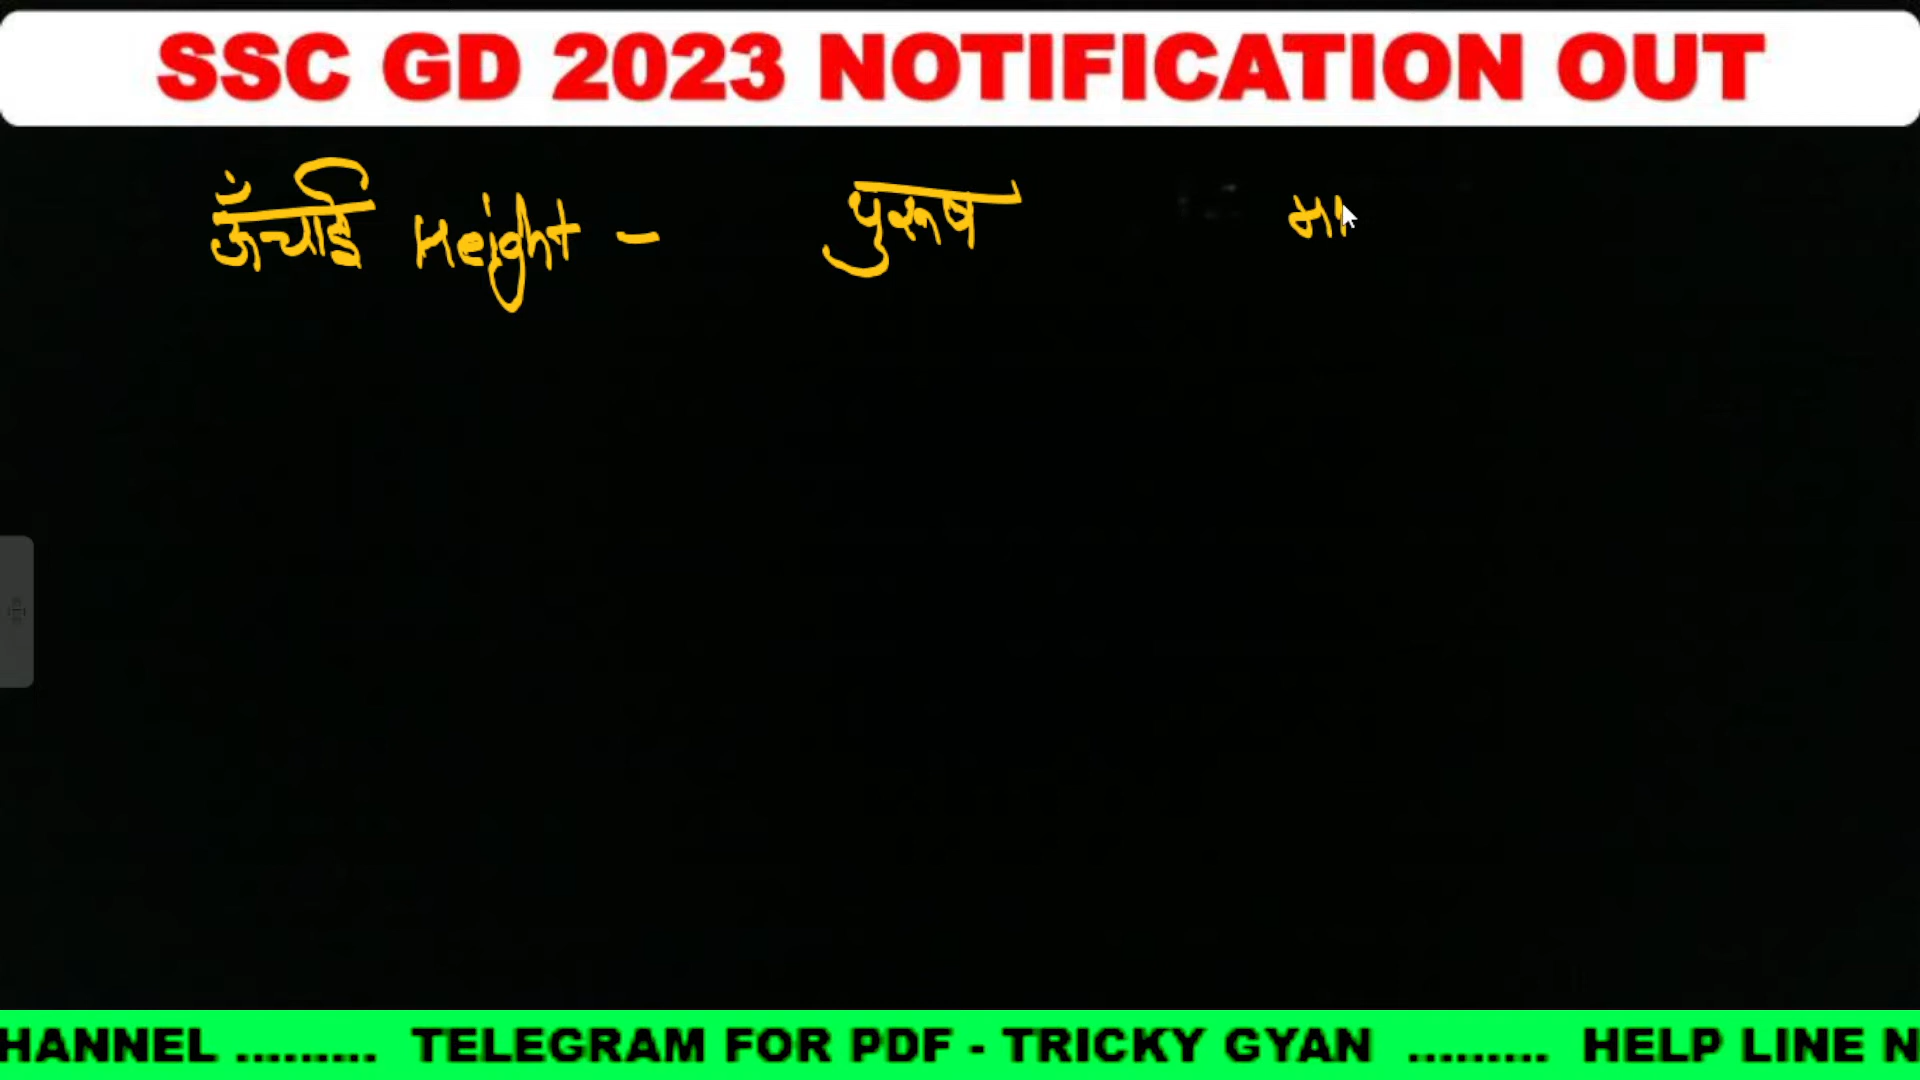 SSC GD 2023 NOTIFICATION OUT
ऊँचाई Height - पुरूष
HANNEL ......... TELEGRAM FOR PDF - TRICKY GYAN ......... HELP LINE N